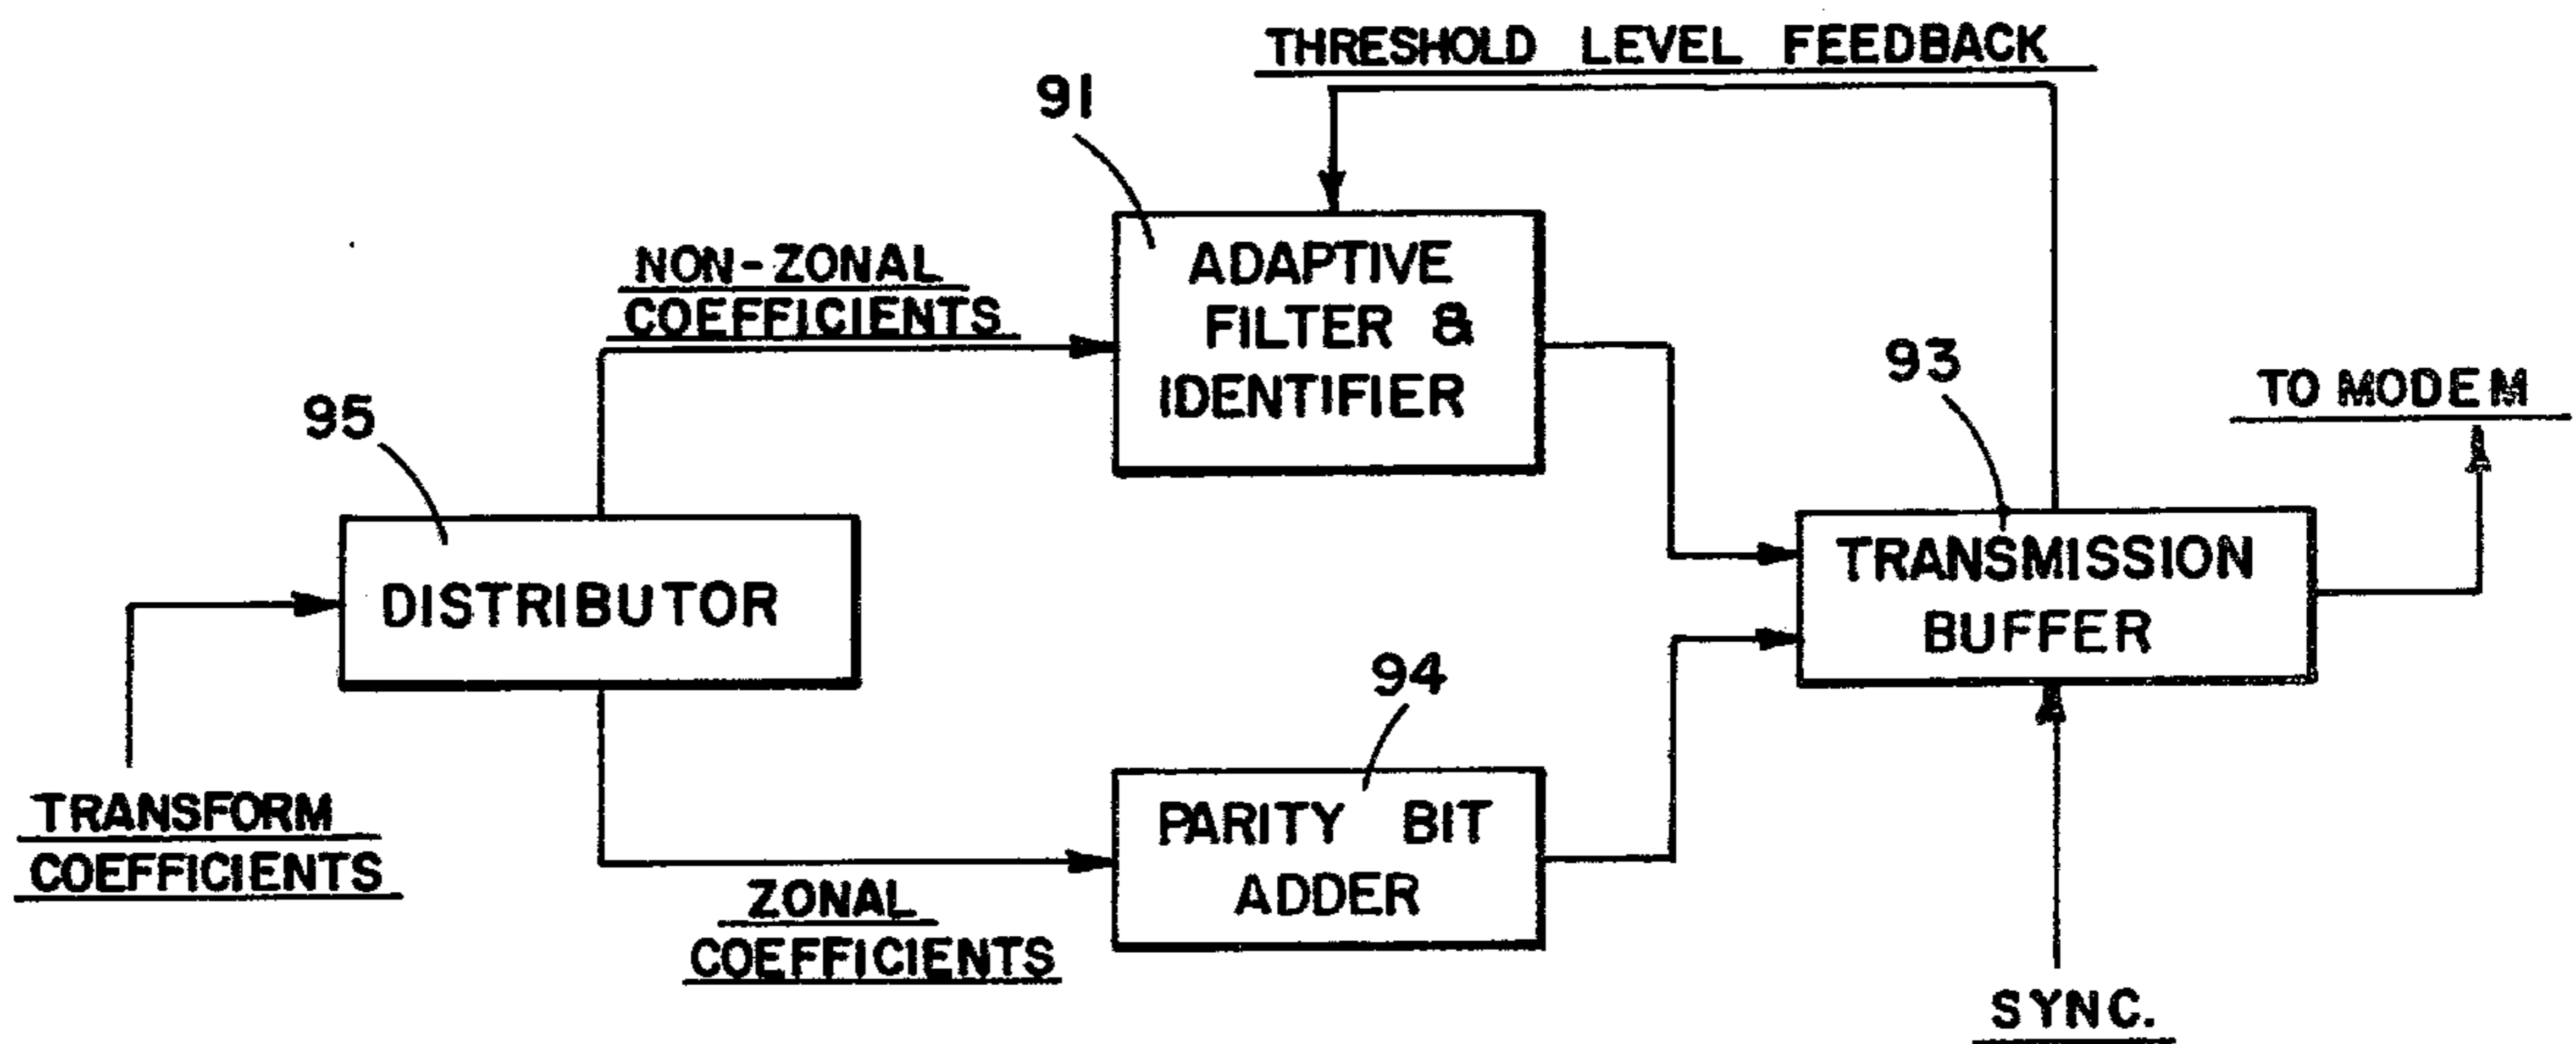 THRESHOLD LEVEL FEEDBACK
91
NON-ZONAL
COEFFICIENTS
ADAPTIVE
FILTER &
IDENTIFIER
93
TO MODEM
95
DISTRIBUTOR
TRANSMISSION
BUFFER
94
TRANSFORM
COEFFICIENTS
PARITY BIT
ADDER
ZONAL
COEFFICIENTS
SYNC.